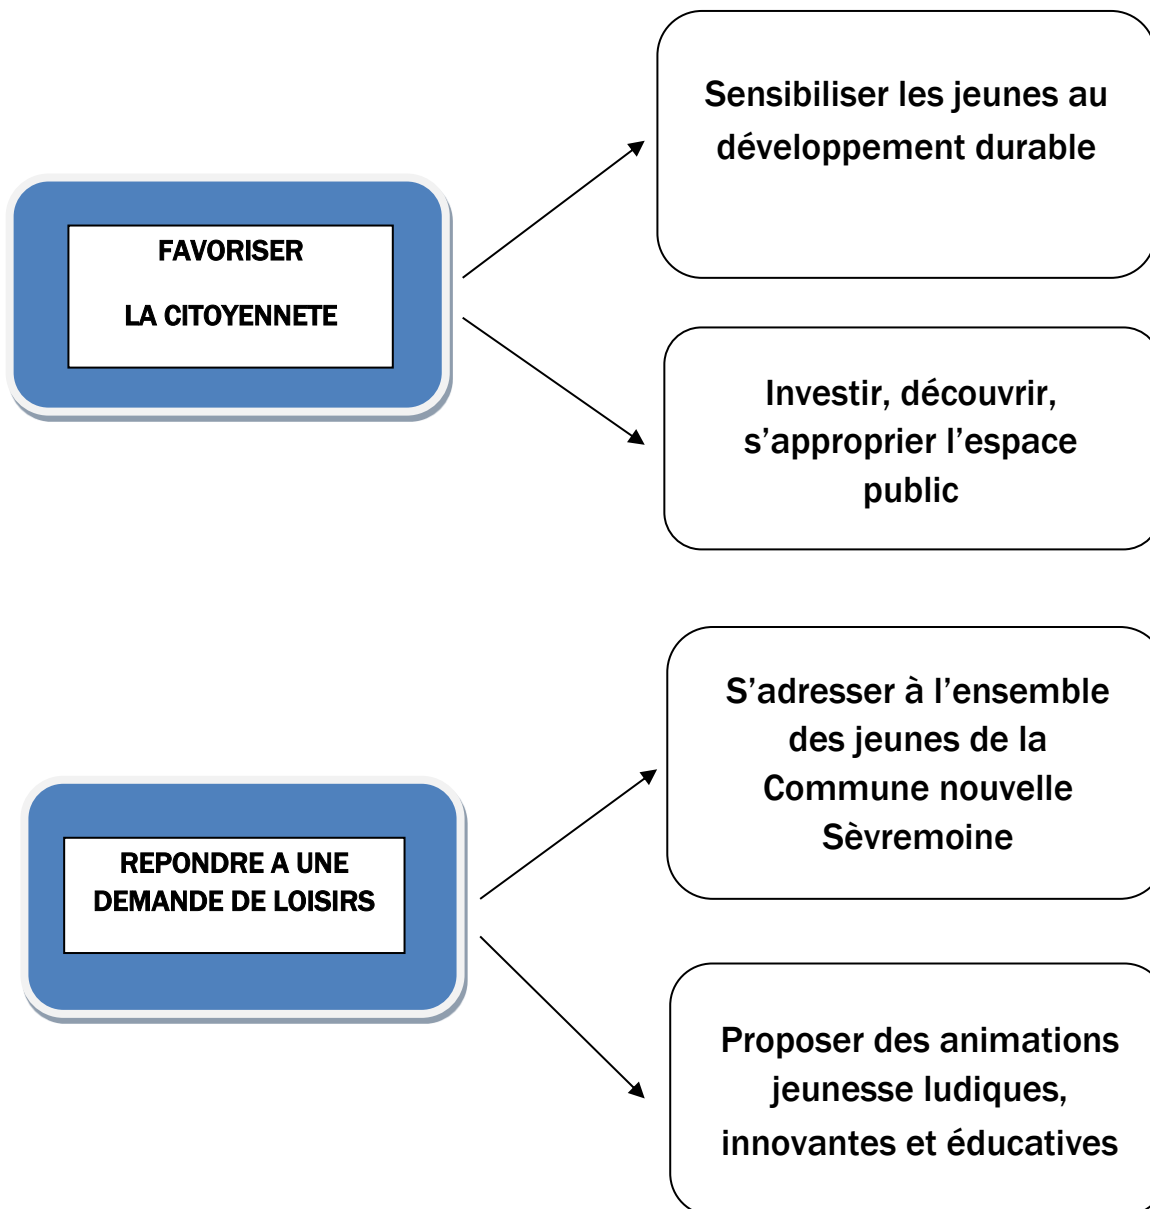 Sensibiliser les jeunes au
développement durable
FAVORISER
LA CITOYENNETE
Investir, découvrir,
s’approprier l’espace
public
S’adresser à l’ensemble
des jeunes de la
Commune nouvelle
Sèvremoine
REPONDRE A UNE
DEMANDE DE LOISIRS
Proposer des animations
jeunesse ludiques,
innovantes et éducatives